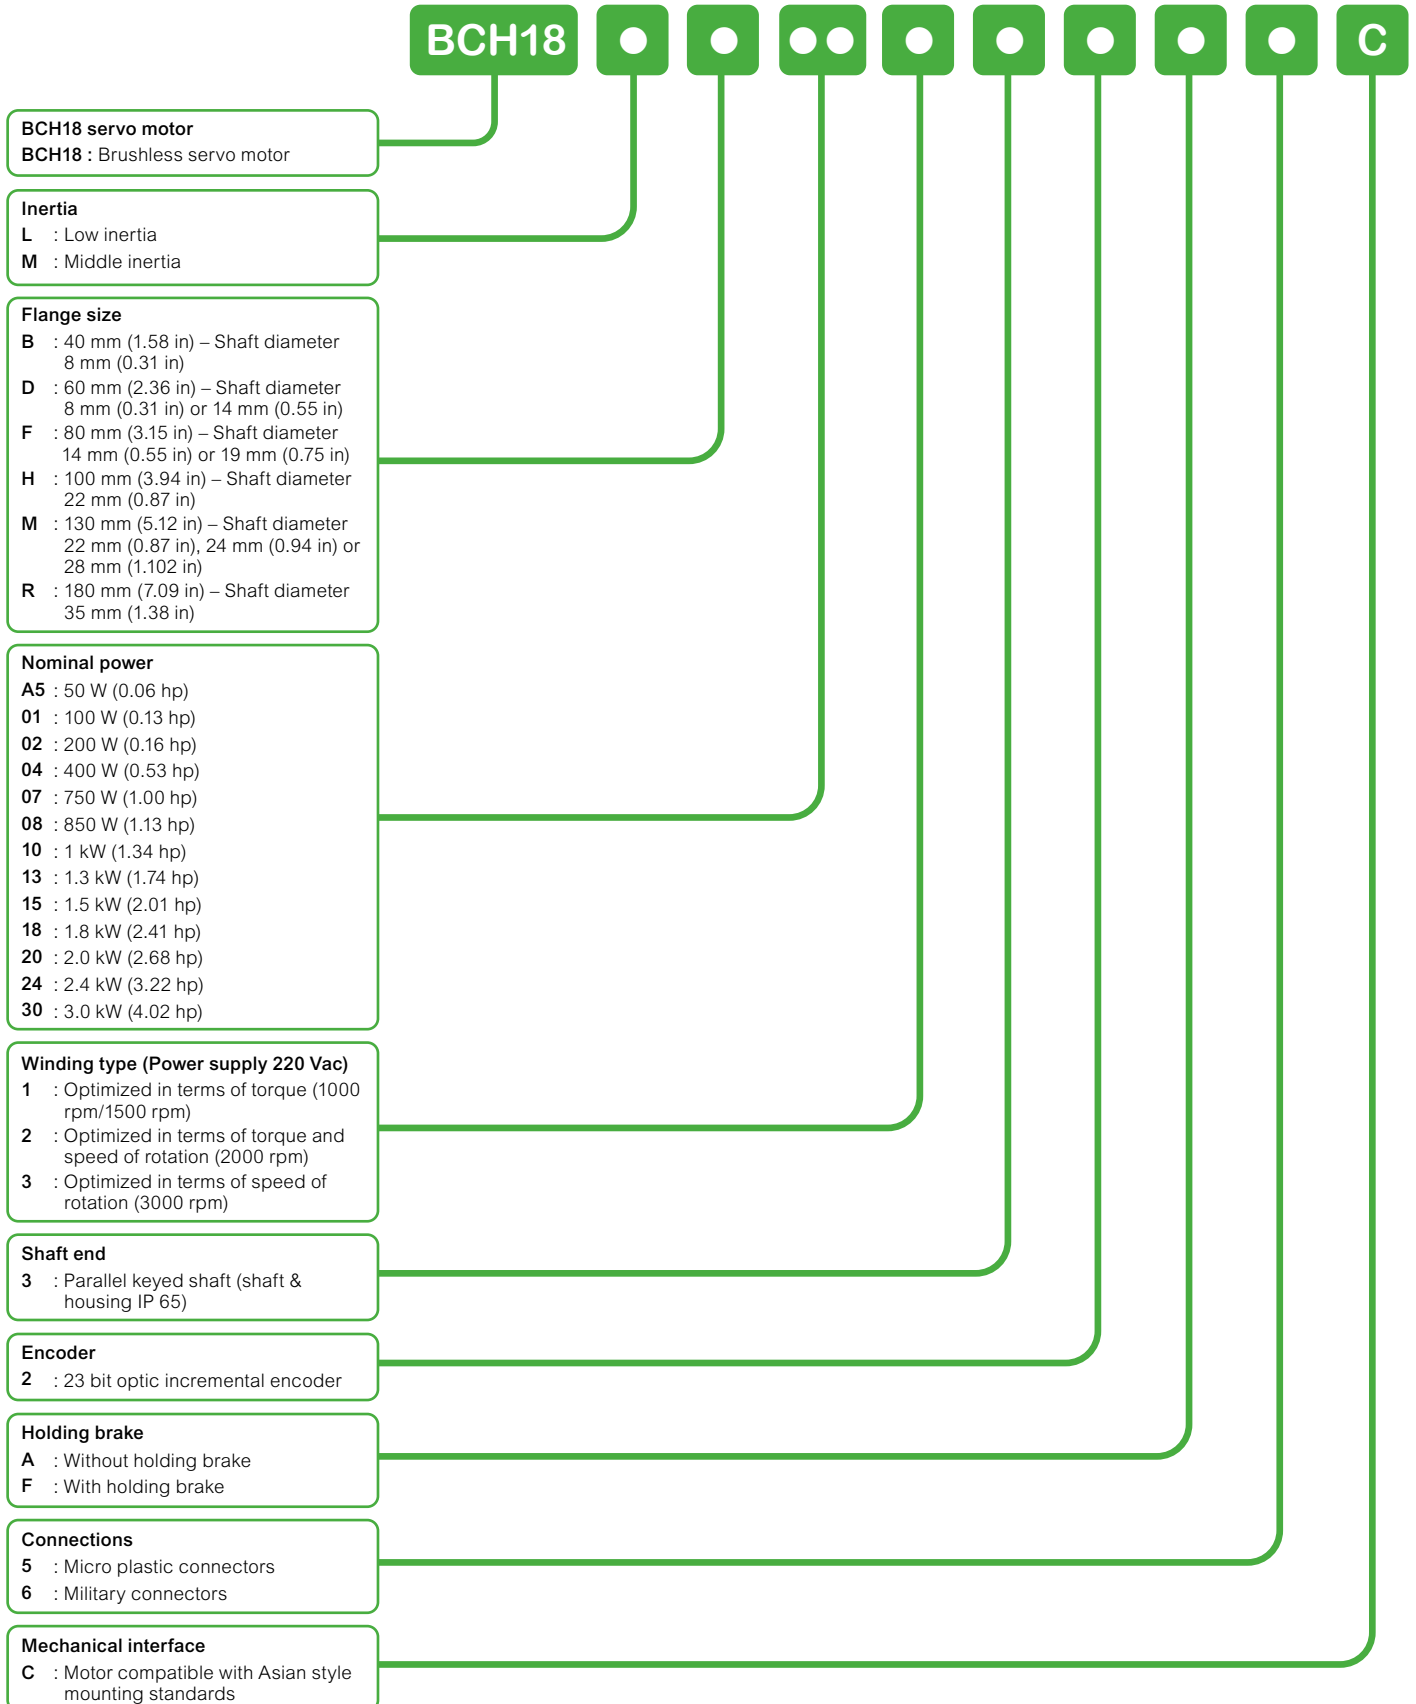 BCH18 C
BCH18 servo motor
BCH18 : Brushless servo motor
Inertia
L : Low inertia
M : Middle inertia
Flange size
B : 40 mm (1.58 in) – Shaft diameter
8 mm (0.31 in)
D : 60 mm (2.36 in) – Shaft diameter
8 mm (0.31 in) or 14 mm (0.55 in)
F : 80 mm (3.15 in) – Shaft diameter
14 mm (0.55 in) or 19 mm (0.75 in)
H : 100 mm (3.94 in) – Shaft diameter
22 mm (0.87 in)
M : 130 mm (5.12 in) – Shaft diameter
22 mm (0.87 in), 24 mm (0.94 in) or
28 mm (1.102 in)
R : 180 mm (7.09 in) – Shaft diameter
35 mm (1.38 in)
Nominal power
A5 : 50 W (0.06 hp)
01 : 100 W (0.13 hp)
02 : 200 W (0.16 hp)
04 : 400 W (0.53 hp)
07 : 750 W (1.00 hp)
08 : 850 W (1.13 hp)
10 : 1 kW (1.34 hp)
13 : 1.3 kW (1.74 hp)
15 : 1.5 kW (2.01 hp)
18 : 1.8 kW (2.41 hp)
20 : 2.0 kW (2.68 hp)
24 : 2.4 kW (3.22 hp)
30 : 3.0 kW (4.02 hp)
Winding type (Power supply 220 Vac)
1 : Optimized in terms of torque (1000
rpm/1500 rpm)
2 : Optimized in terms of torque and
speed of rotation (2000 rpm)
3 : Optimized in terms of speed of
rotation (3000 rpm)
Shaft end
3 : Parallel keyed shaft (shaft &
housing IP 65)
Encoder
2 : 23 bit optic incremental encoder
Holding brake
A : Without holding brake
F : With holding brake
Connections
5 : Micro plastic connectors
6 : Military connectors
Mechanical interface
C : Motor compatible with Asian style
mounting standards